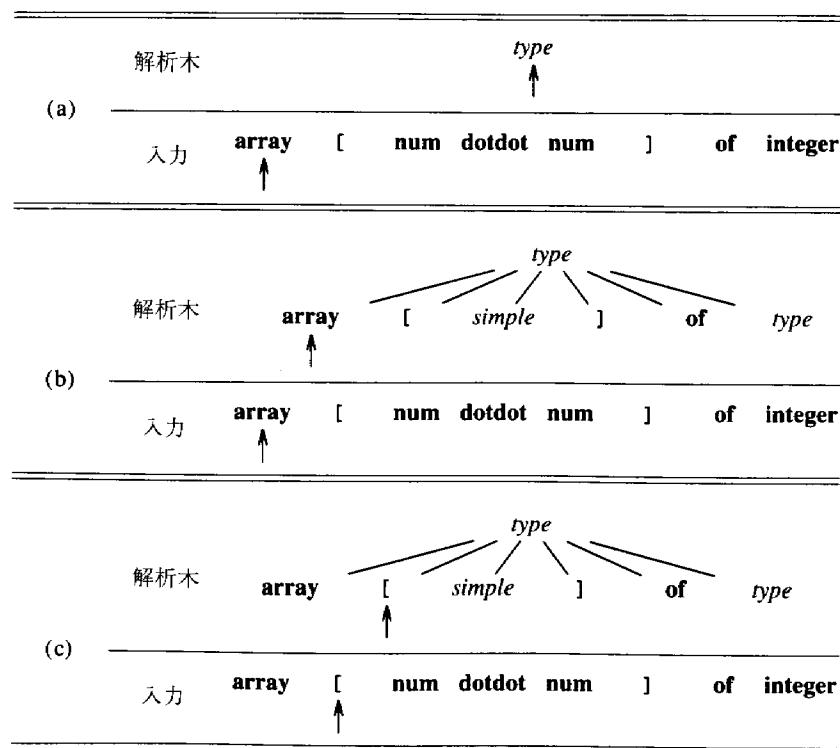 解析木 type
(a)
入力 array [ num dotdot num ] of integer
type
解析木 array [ simple ] of type
(b)
入力 array [ num dotdot num ] of integer
type
解析木 array [ simple ] of type
(c)
入力 array [ num dotdot num ] of integer